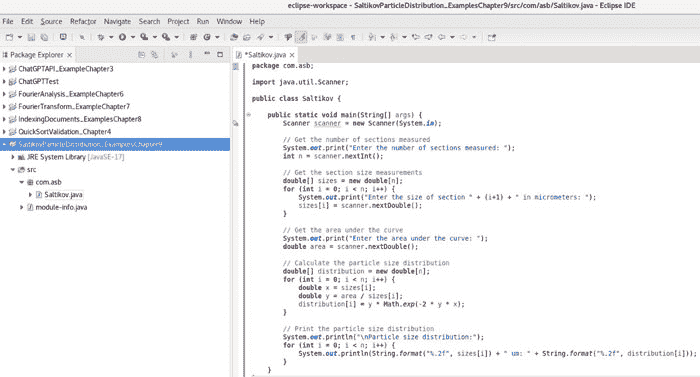 eclipse-workspace - SaltikovParticleDistribution_ExamplesChapter9/src/com/asb/Saltikov.java - Eclipse IDE
File Edit Source Refactor Navigate Search Project Run Window Help
Package Explorer
*Saltikov.java
ChatGPTAPI_ExampleChapter3
ChatGPTTest
FourierAnalysis_ExampleChapter6
FourierTransform_ExampleChapter7
IndexingDocuments_ExamplesChapter8
QuickSortValidation_Chapter4
SaltikovParticleDistribution_ExamplesChapter9
JRE System Library [JavaSE-17]
src
com.asb
Saltikov.java
module-info.java
package com.asb;
import java.util.Scanner;
public class Saltikov {
public static void main(String[] args) {
Scanner scanner = new Scanner(System.in);
// Get the number of sections measured
System.out.print("Enter the number of sections measured: ");
int n = scanner.nextInt();
// Get the section size measurements
double[] sizes = new double[n];
for (int i = 0; i < n; i++) {
System.out.print("Enter the size of section " + (i+1) + " in micrometers: ");
sizes[i] = scanner.nextDouble();
}
// Get the area under the curve
System.out.print("Enter the area under the curve: ");
double area = scanner.nextDouble();
// Calculate the particle size distribution
double[] distribution = new double[n];
for (int i = 0; i < n; i++) {
double x = sizes[i];
double y = area / sizes[i];
distribution[i] = y * Math.exp(-2 * y * x);
}
// Print the particle size distribution
System.out.println("\nParticle size distribution:");
for (int i = 0; i < n; i++) {
System.out.println(String.format("%.2f", sizes[i]) + " um: " + String.format("%.2f", distribution[i]));
}
}